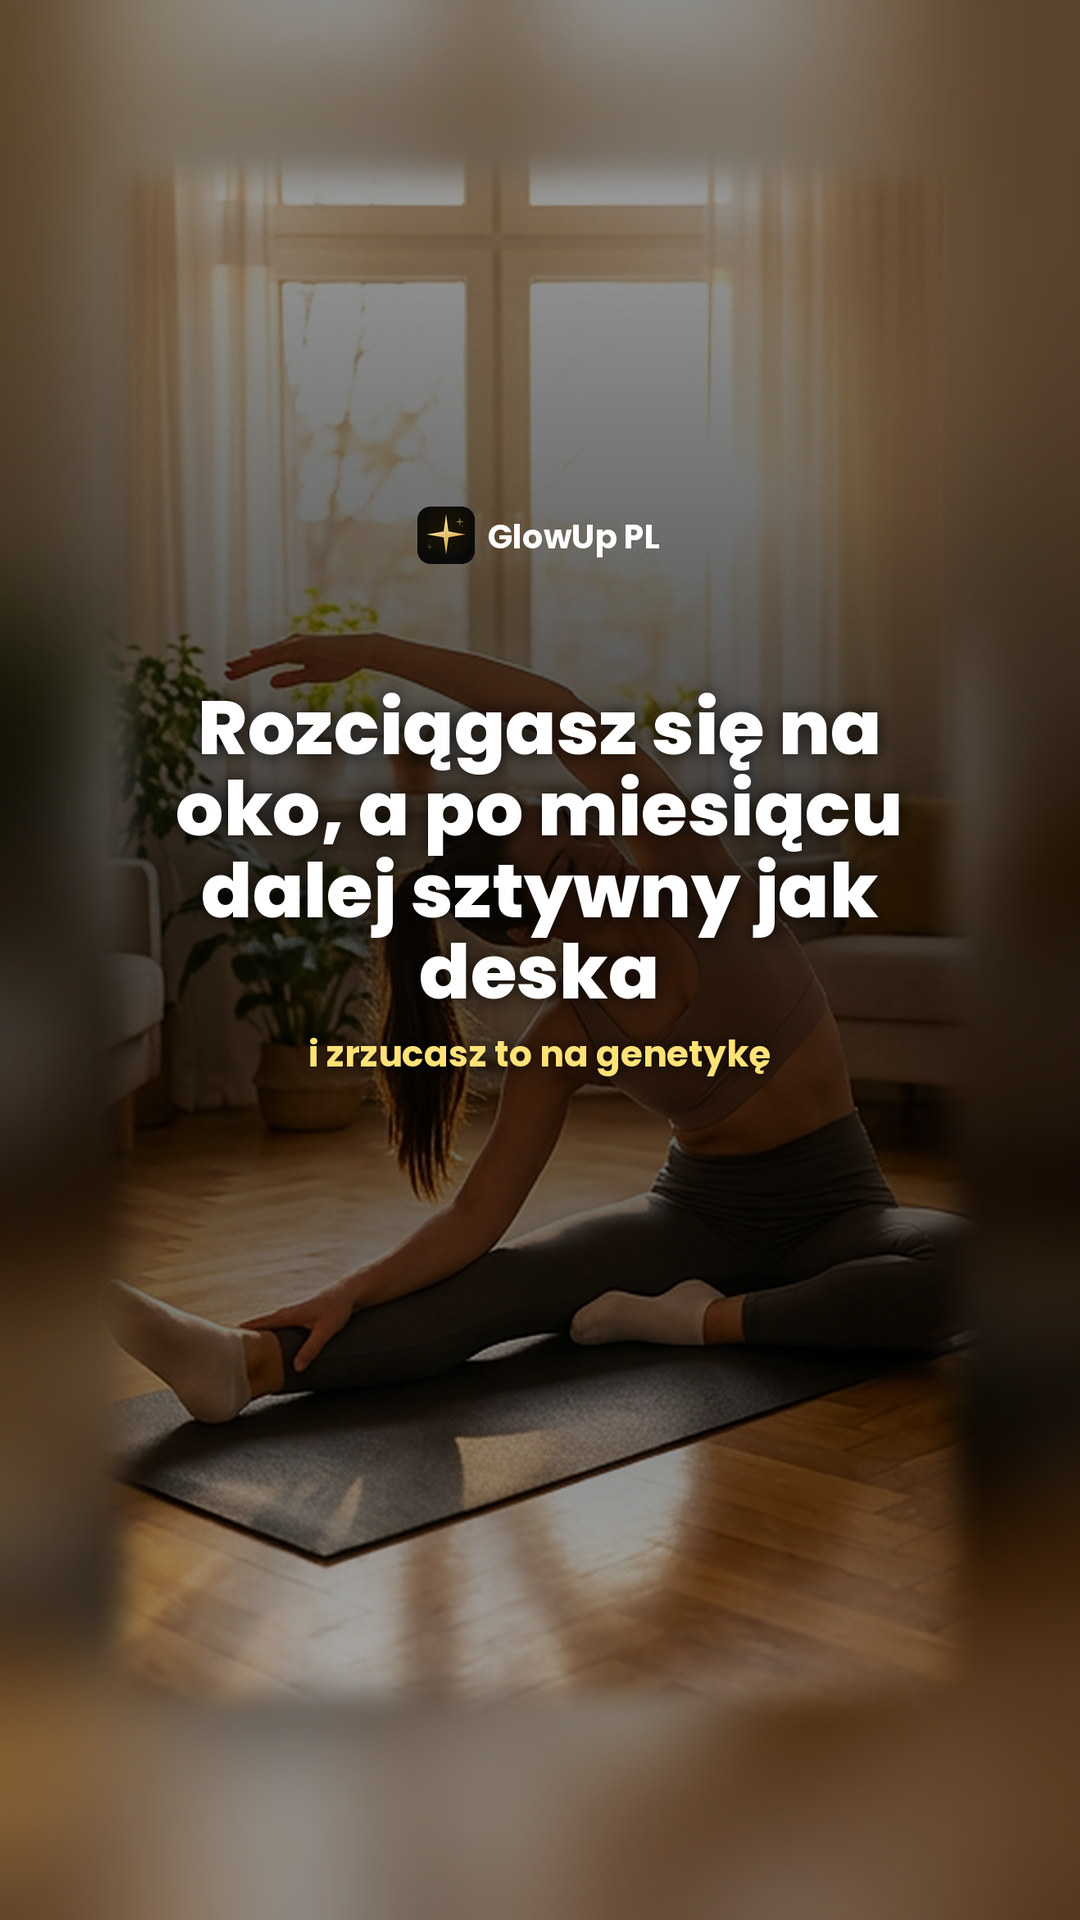 GlowUp PL
Rozciągasz się na
oko, a po miesiącu
dalej sztywny jak
deska
i zrzucasz to na genetykę